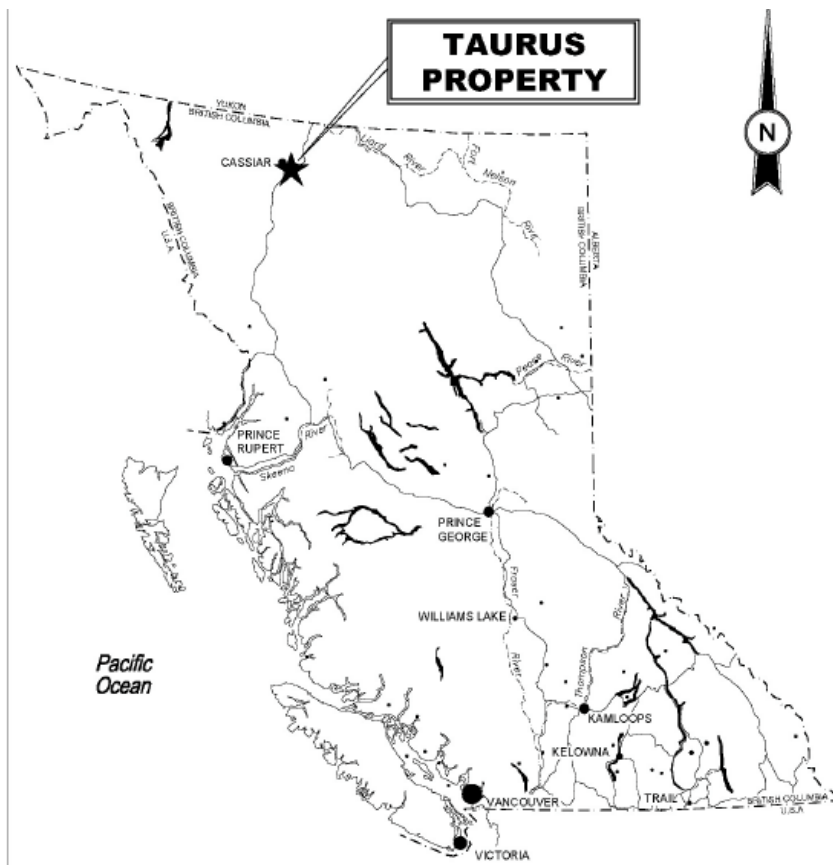 TAURUS
PROPERTY
YUKON
BRITISH COLUMBIA
N
CASSIAR
Liard
River
Fort
Nelson
River
BRITISH COLUMBIA
U.S.A.
ALBERTA
BRITISH COLUMBIA
Peace
River
PRINCE
RUPERT
River
Skeena
PRINCE
GEORGE
Fraser
River
WILLIAMS LAKE
River
Thompson
Pacific
Ocean
KAMLOOPS
KELOWNA
TRAIL
BRITISH COLUMBIA
U.S.A.
VANCOUVER
VICTORIA